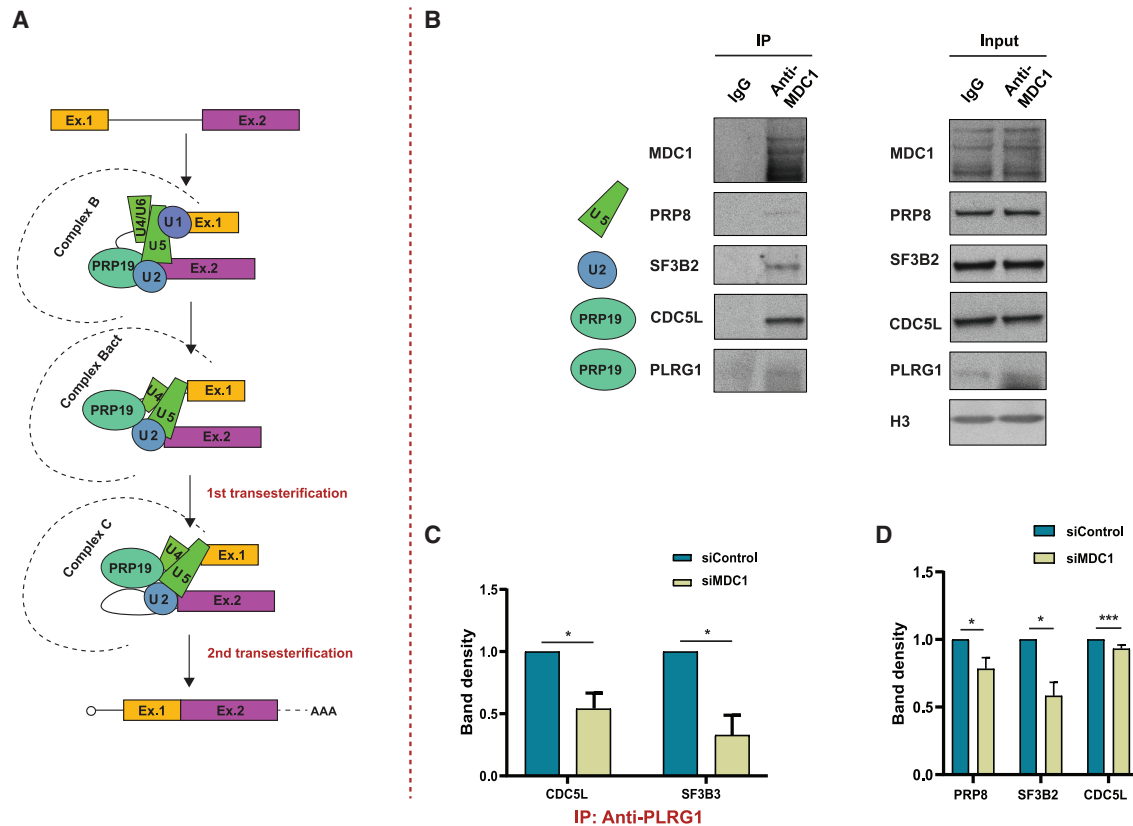 A
Ex.1
Ex.2
Complex B
U4/U6
U1
Ex.1
U5
PRP19
U2
Ex.2
Complex Bact
U4
Ex.1
PRP19
U5
U2
Ex.2
1st transesterification
Complex C
U4
Ex.1
PRP19
U5
U2
Ex.2
2nd transesterification
Ex.1
Ex.2
AAA
B
IP
IgG
Anti-
MDC1
MDC1
U5
PRP8
U2
SF3B2
PRP19
CDC5L
PRP19
PLRG1
Input
IgG
Anti-
MDC1
MDC1
PRP8
SF3B2
CDC5L
PLRG1
H3
C
siControl
siMDC1
Band density
1.0
0.5
0.0
*
*
CDC5L
SF3B3
IP: Anti-PLRG1
D
siControl
siMDC1
Band density
1.5
1.0
0.5
0.0
*
*
***
PRP8
SF3B2
CDC5L